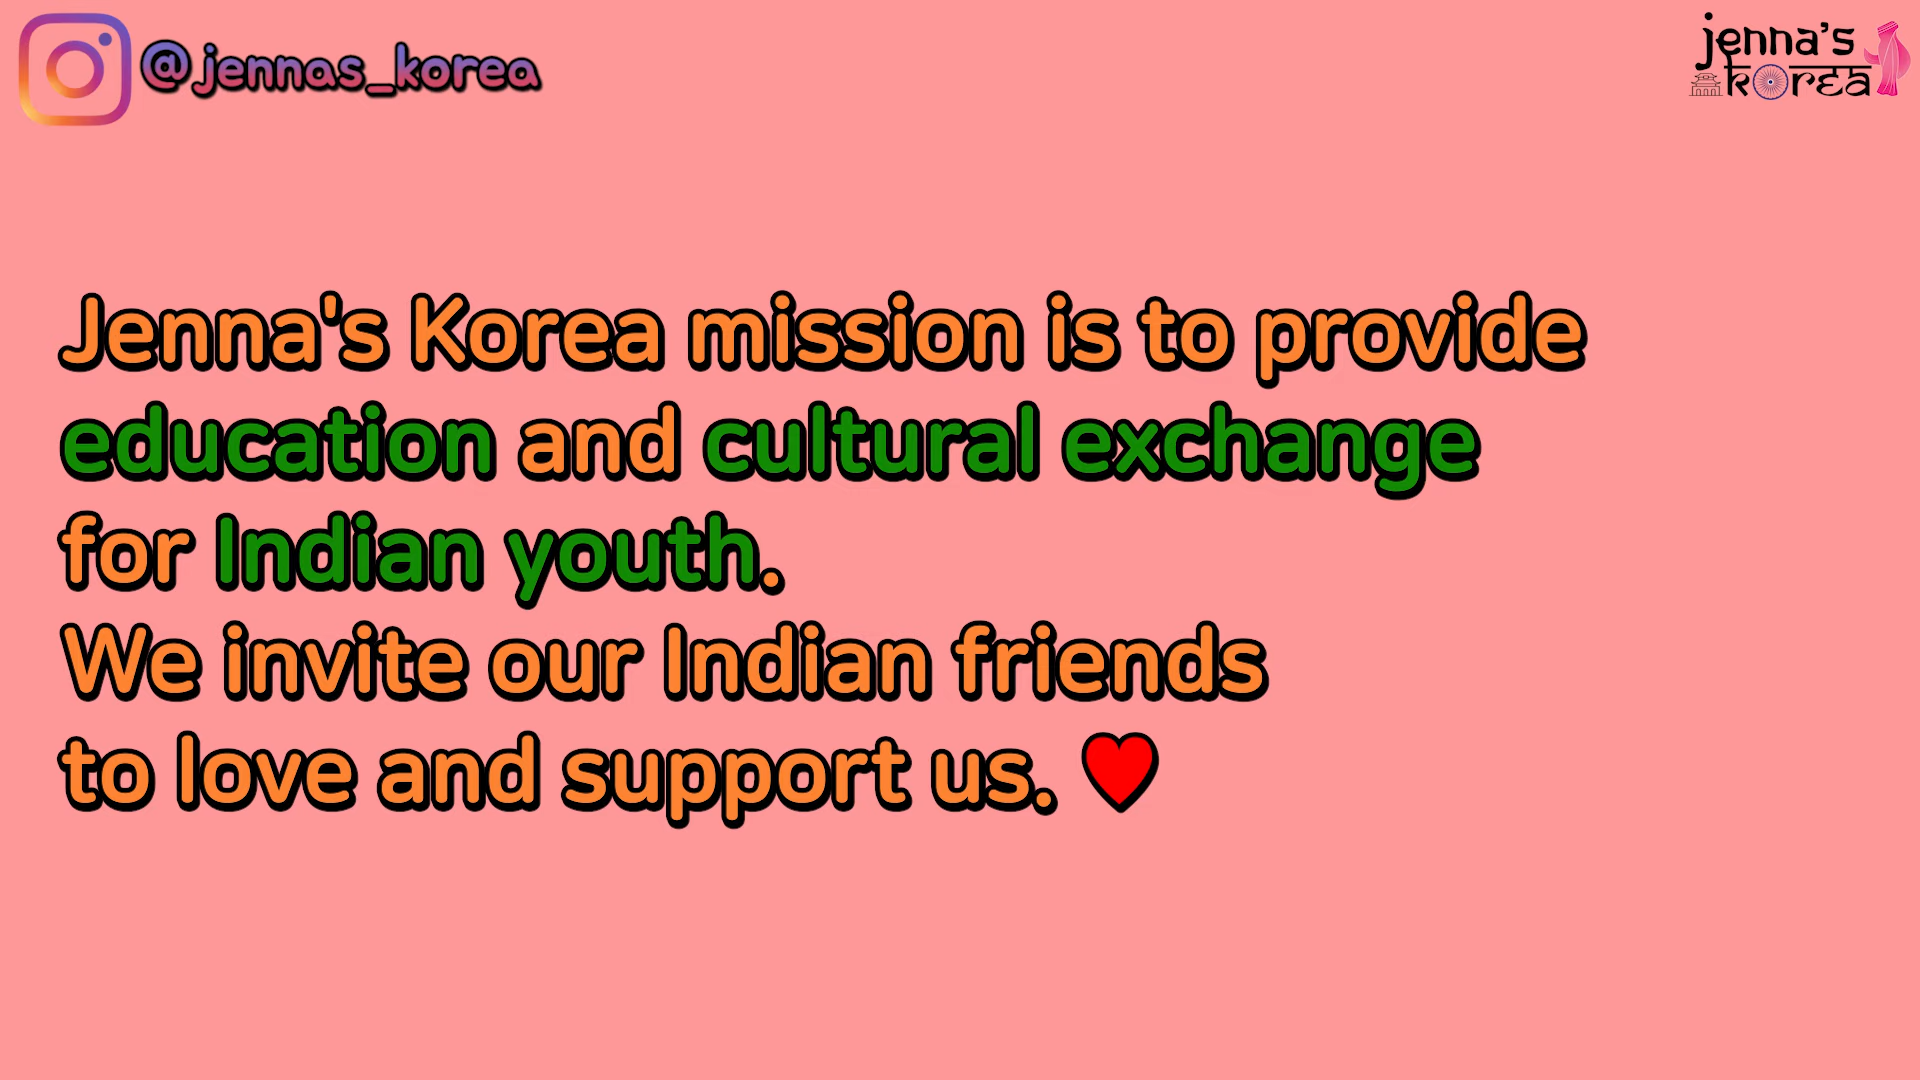 @jennas_korea
jenna's
korea
Jenna's Korea mission is to provide
education and cultural exchange
for Indian youth.
We invite our Indian friends
to love and support us. ♥